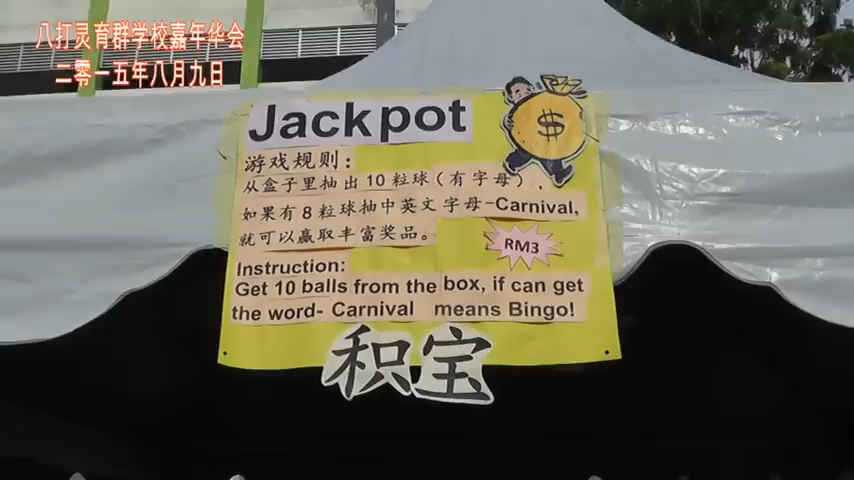 八打灵育群学校嘉年华会
二零一五年八月九日
Jackpot
$
游戏规则：
从盒子里抽出 10 粒球（有字母），
如果有 8 粒球抽中英文字母-Carnival,
就可以赢取丰富奖品。
RM3
Instruction:
Get 10 balls from the box, if can get
the word- Carnival means Bingo!
积宝